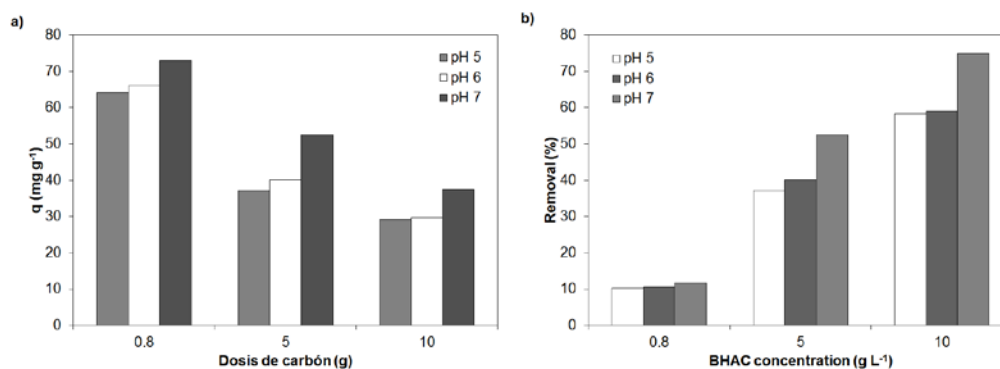 a)
q (mg g⁻¹)
80
70
60
50
40
30
20
10
0
pH 5
pH 6
pH 7
0.8 5 10
Dosis de carbón (g)
b)
Removal (%)
80
70
60
50
40
30
20
10
0
pH 5
pH 6
pH 7
0.8 5 10
BHAC concentration (g L⁻¹)